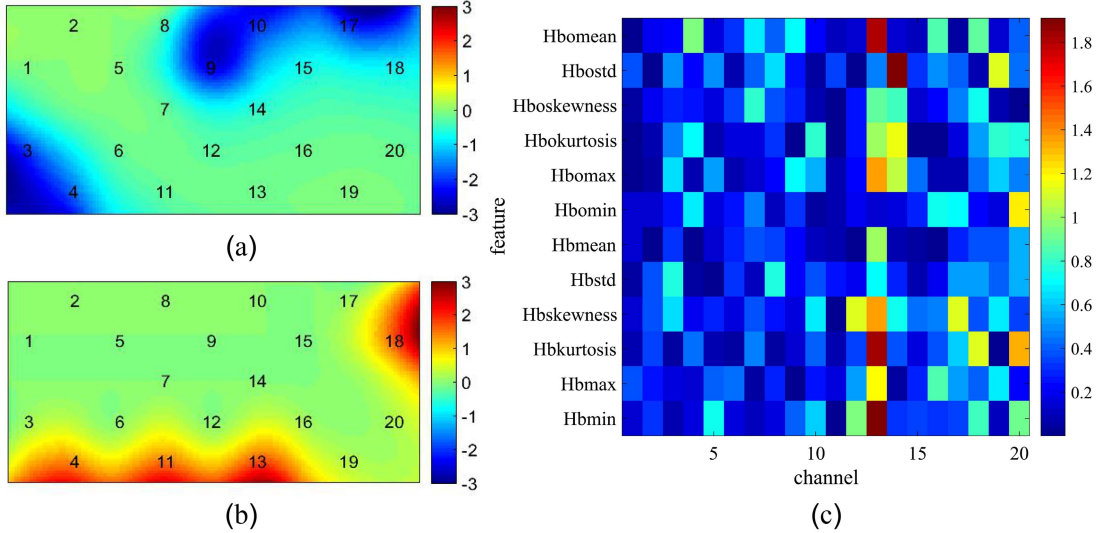 2 8 10 17
1 5 9 15 18
7 14
3 6 12 16 20
4 11 13 19
3
2
1
0
-1
-2
-3
(a)
2 8 10 17
1 5 9 15 18
7 14
3 6 12 16 20
4 11 13 19
3
2
1
0
-1
-2
-3
(b)
feature
Hbomean
Hbostd
Hboskewness
Hbokurtosis
Hbomax
Hbomin
Hbmean
Hbstd
Hbskewness
Hbkurtosis
Hbmax
Hbmin
5 10 15 20
channel
1.8
1.6
1.4
1.2
1
0.8
0.6
0.4
0.2
(c)